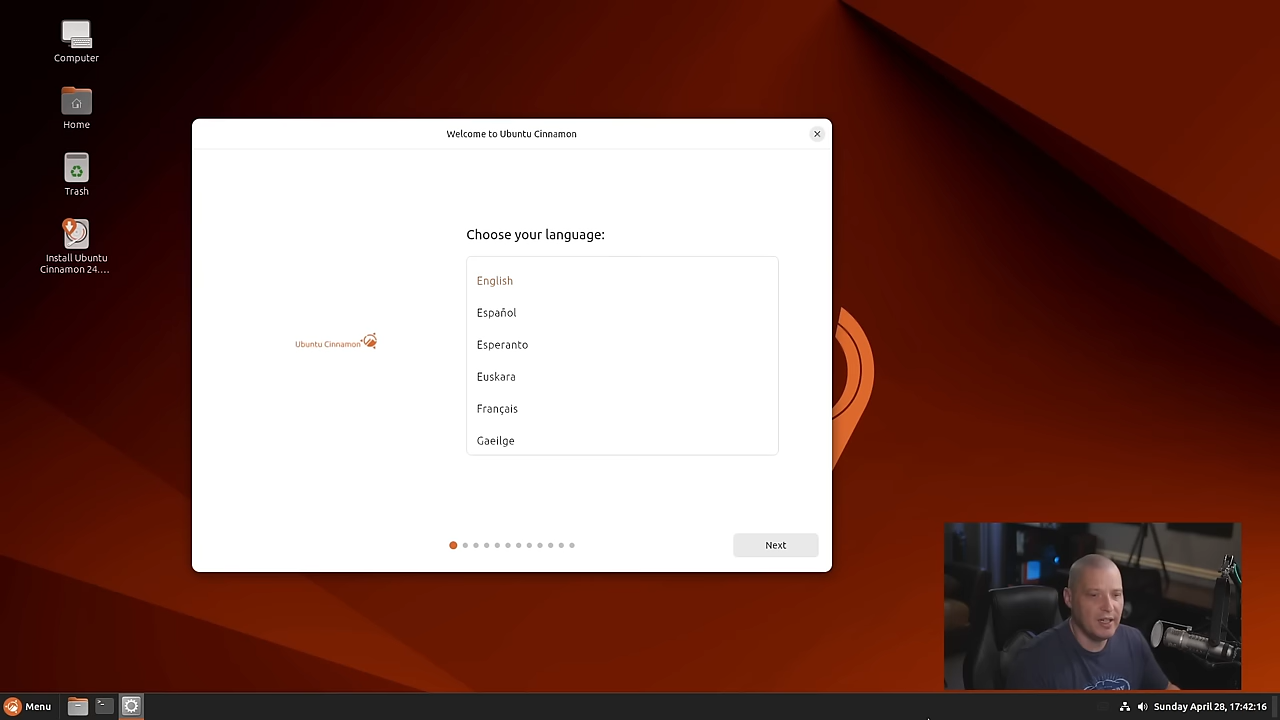 Computer
Home
Trash
Install Ubuntu
Cinnamon 24....
Welcome to Ubuntu Cinnamon
Choose your language:
English
Español
Esperanto
Euskara
Français
Gaeilge
Ubuntu Cinnamon
Next
Menu
Sunday April 28, 17:42:16